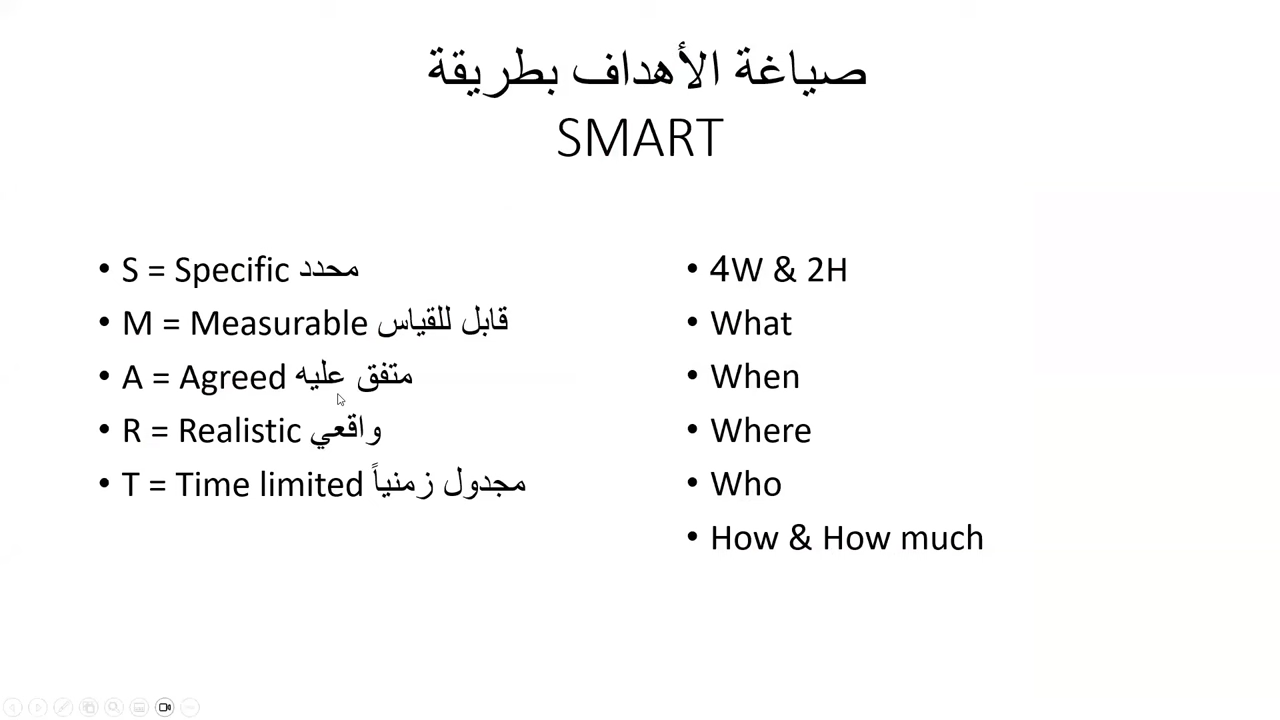 صياغة الأهداف بطريقة
SMART
• S = Specific محدد
• M = Measurable قابل للقياس
• A = Agreed متفق عليه
• R = Realistic واقعي
• T = Time limited مجدول زمنياً
• 4W & 2H
• What
• When
• Where
• Who
• How & How much